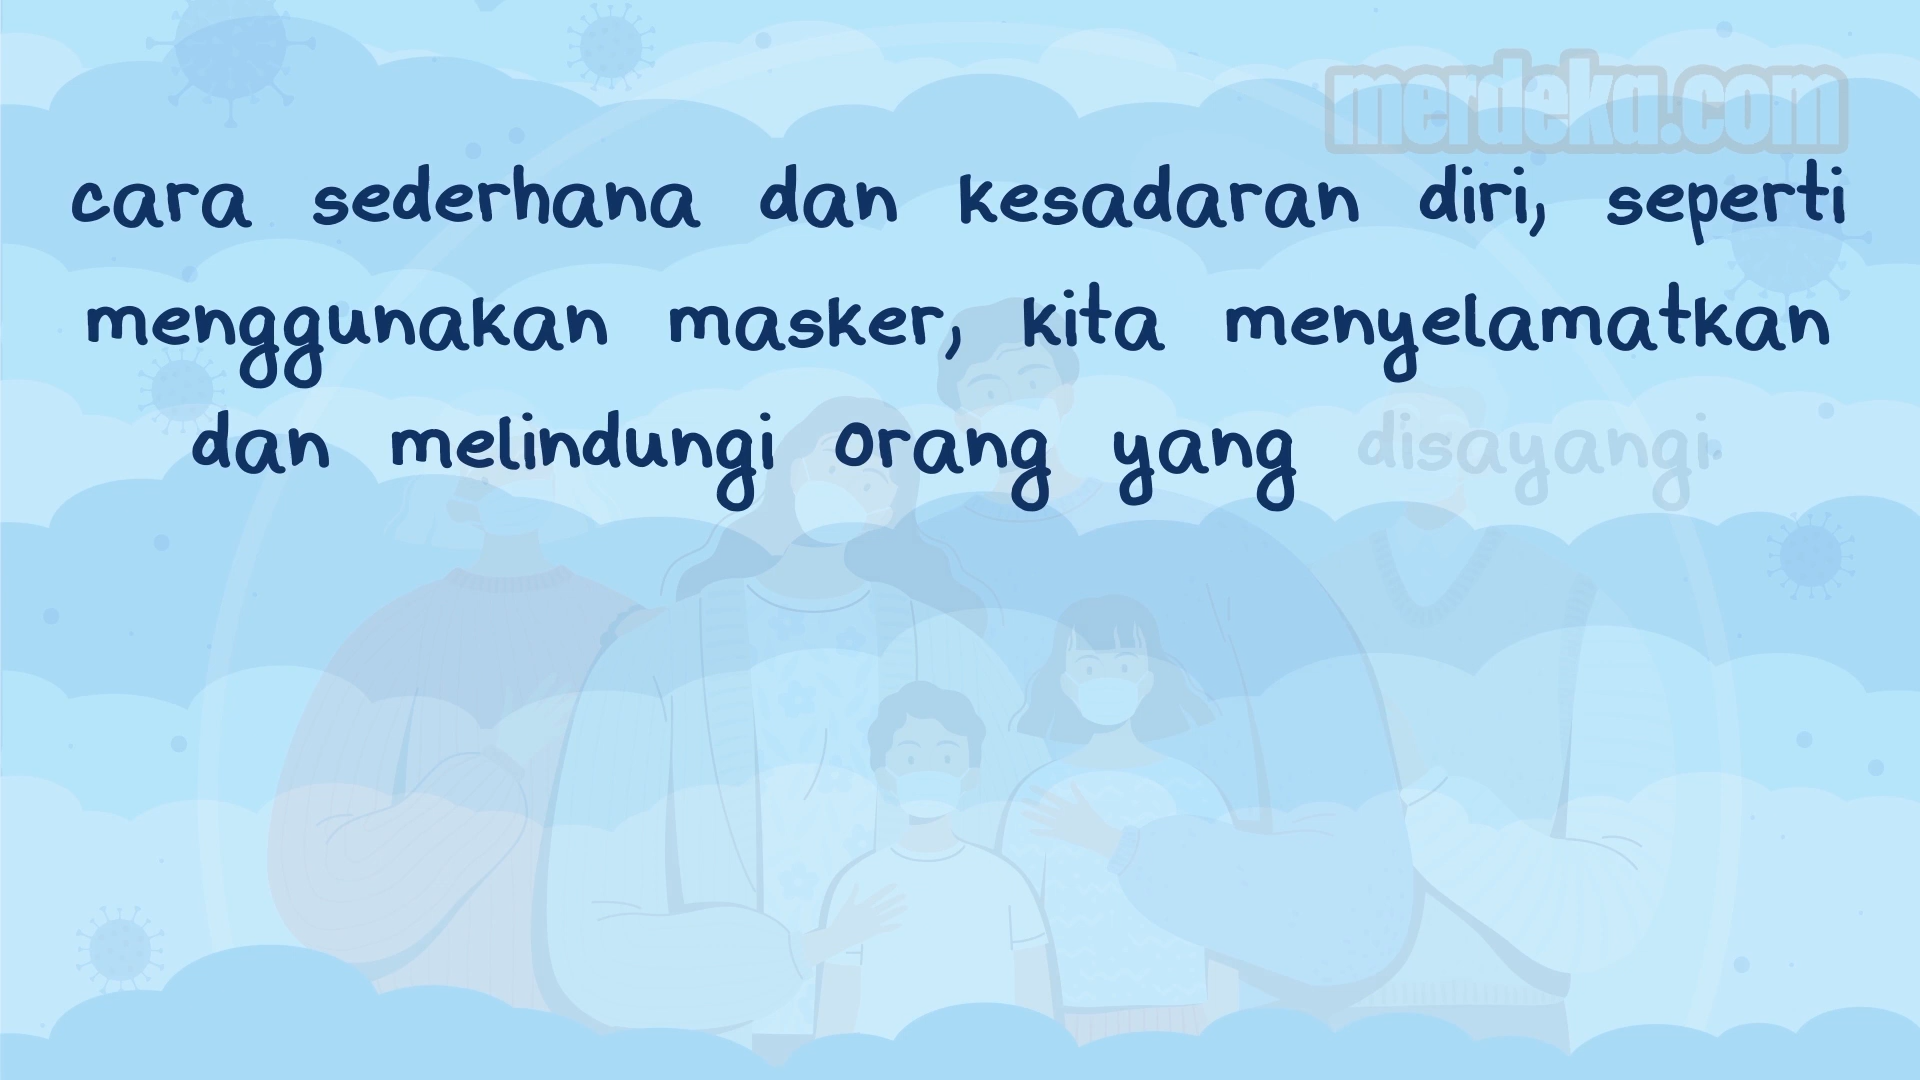 merdeka.com
cara sederhana dan kesadaran diri, seperti
menggunakan masker, kita menyelamatkan
dan melindungi orang yang disayangi.